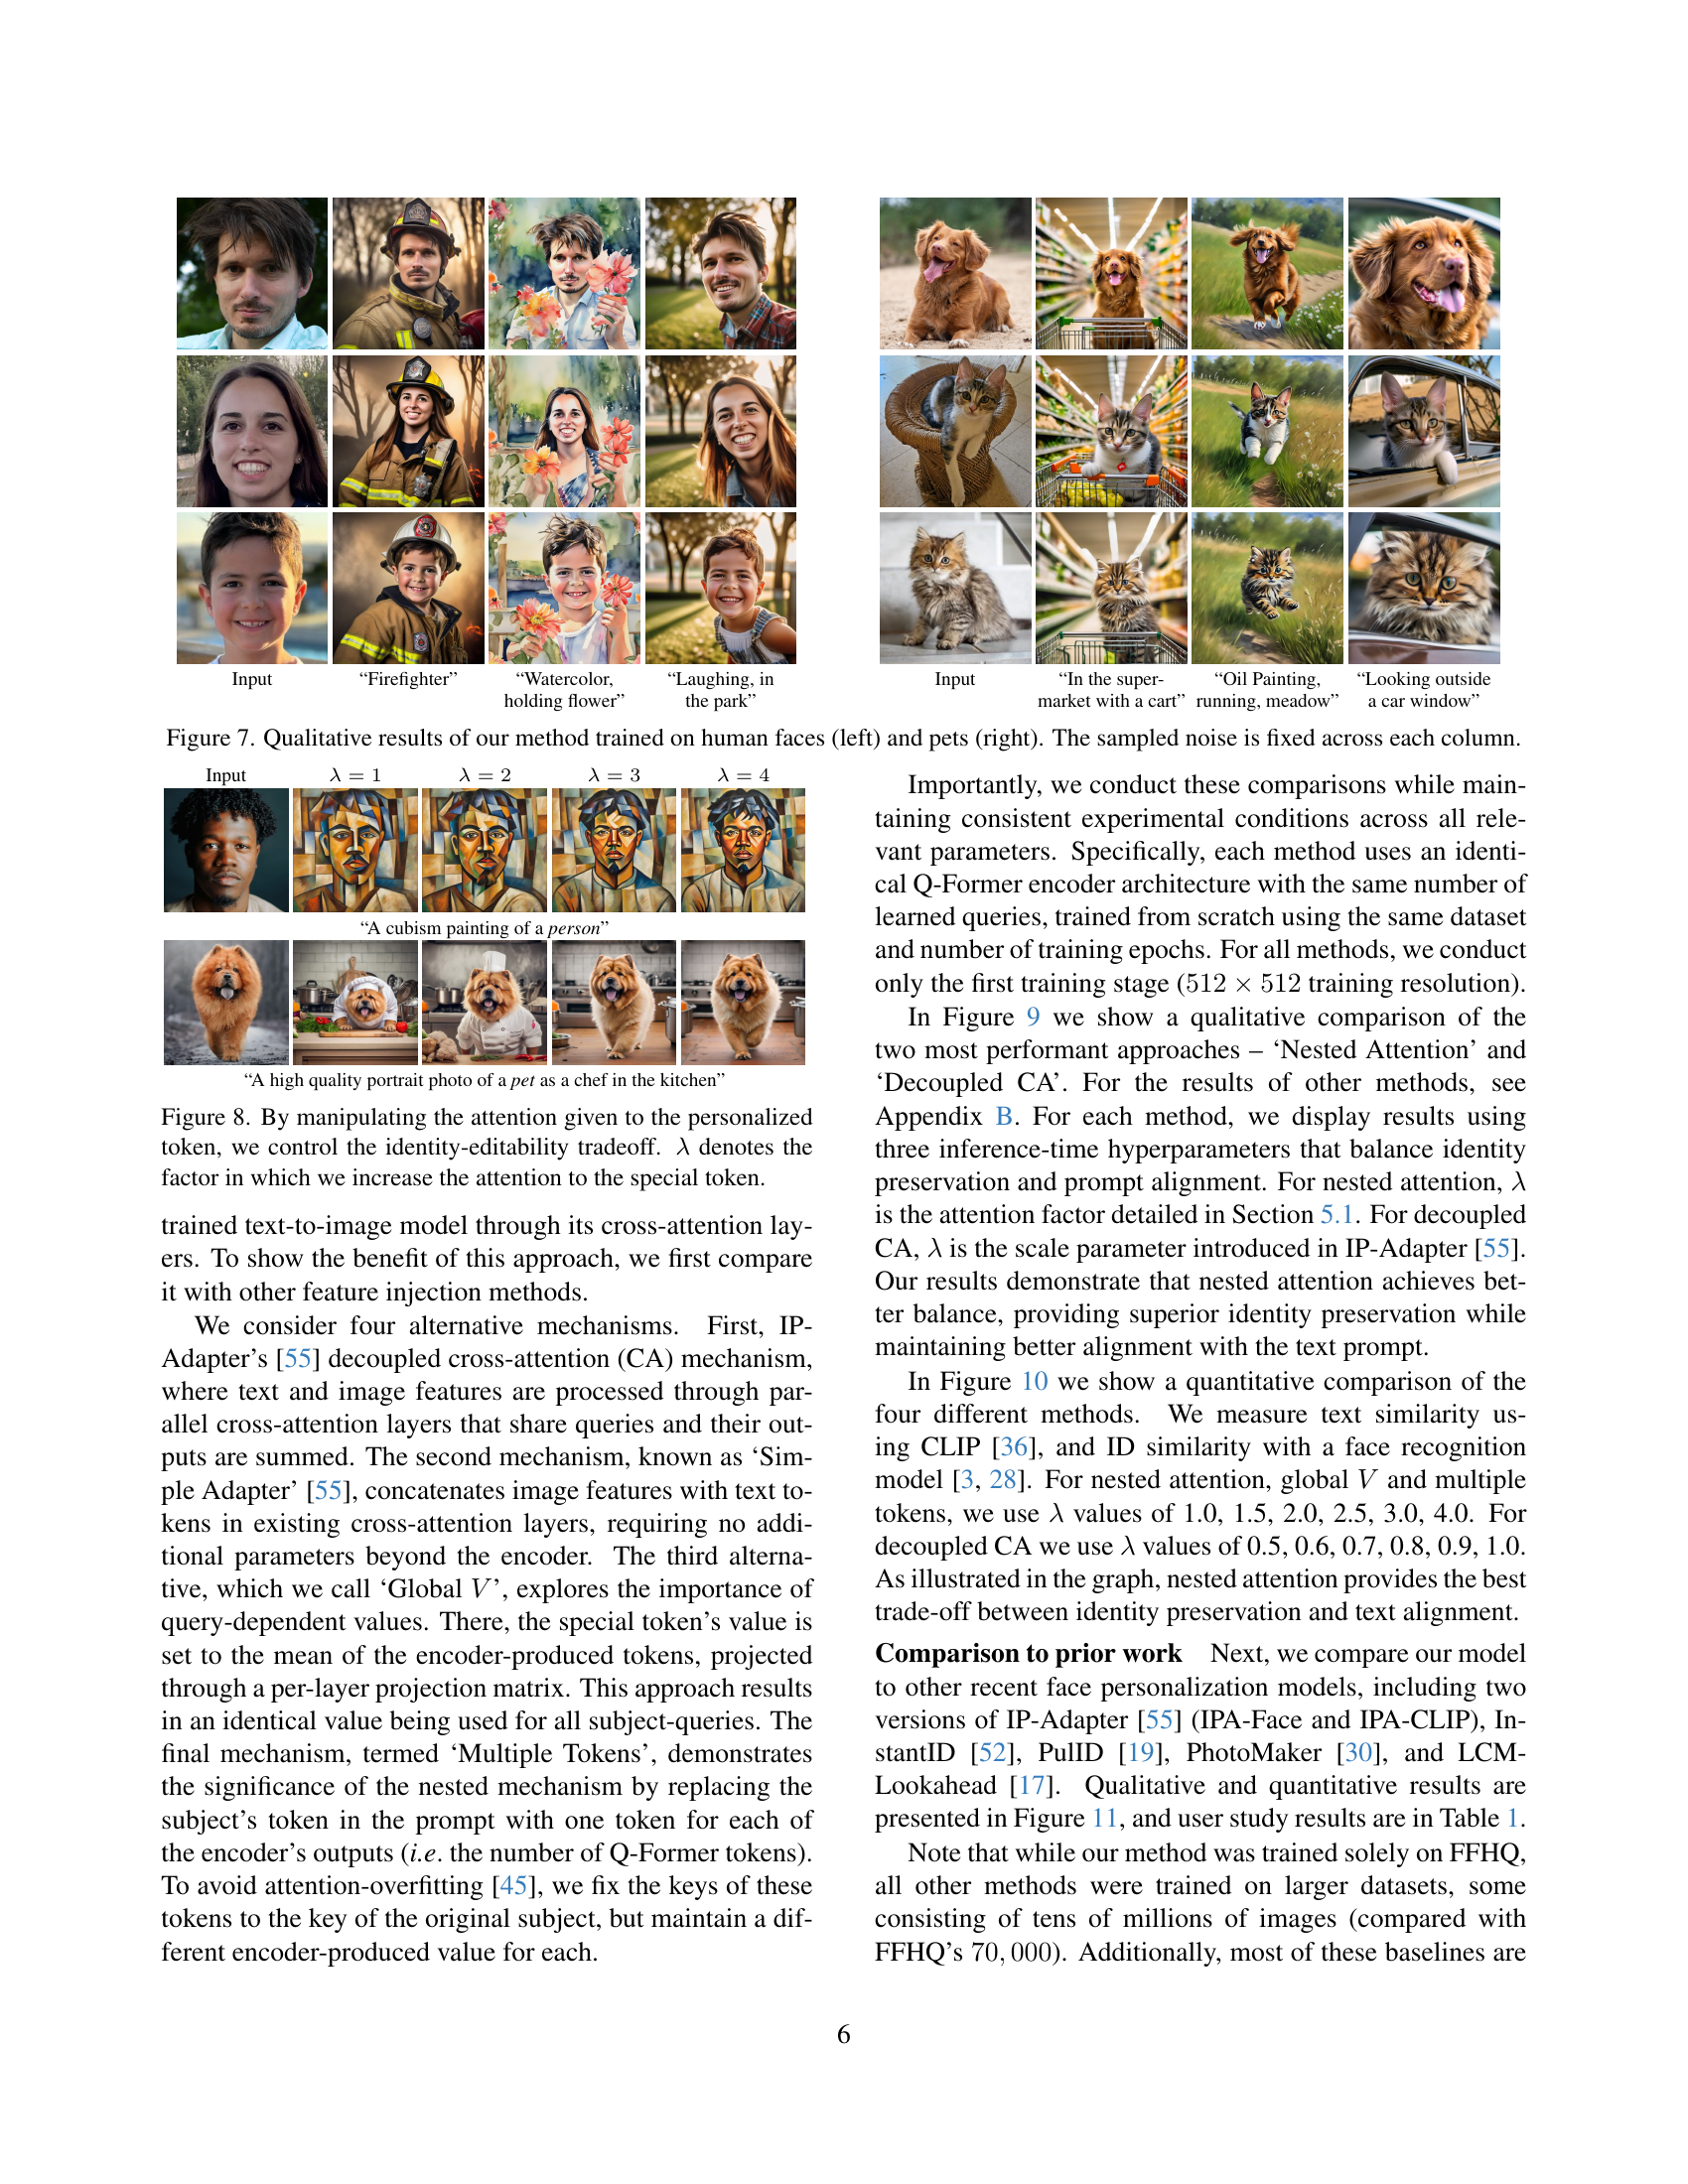 Input
“Firefighter”
“Watercolor,
holding flower”
“Laughing, in
the park”
Input
“In the super-
market with a cart”
“Oil Painting,
running, meadow”
“Looking outside
a car window”
Figure 7. Qualitative results of our method trained on human faces (left) and pets (right). The sampled noise is fixed across each column.
Input λ = 1 λ = 2 λ = 3 λ = 4
“A cubism painting of a person”
“A high quality portrait photo of a pet as a chef in the kitchen”
Figure 8. By manipulating the attention given to the personalized
token, we control the identity-editability tradeoff. λ denotes the
factor in which we increase the attention to the special token.
trained text-to-image model through its cross-attention lay-
ers. To show the benefit of this approach, we first compare
it with other feature injection methods.
We consider four alternative mechanisms. First, IP-
Adapter’s [55] decoupled cross-attention (CA) mechanism,
where text and image features are processed through par-
allel cross-attention layers that share queries and their out-
puts are summed. The second mechanism, known as ‘Sim-
ple Adapter’ [55], concatenates image features with text to-
kens in existing cross-attention layers, requiring no addi-
tional parameters beyond the encoder. The third alterna-
tive, which we call ‘Global V’, explores the importance of
query-dependent values. There, the special token’s value is
set to the mean of the encoder-produced tokens, projected
through a per-layer projection matrix. This approach results
in an identical value being used for all subject-queries. The
final mechanism, termed ‘Multiple Tokens’, demonstrates
the significance of the nested mechanism by replacing the
subject’s token in the prompt with one token for each of
the encoder’s outputs (i.e. the number of Q-Former tokens).
To avoid attention-overfitting [45], we fix the keys of these
tokens to the key of the original subject, but maintain a dif-
ferent encoder-produced value for each.
Importantly, we conduct these comparisons while main-
taining consistent experimental conditions across all rele-
vant parameters. Specifically, each method uses an identi-
cal Q-Former encoder architecture with the same number of
learned queries, trained from scratch using the same dataset
and number of training epochs. For all methods, we conduct
only the first training stage (512 × 512 training resolution).
In Figure 9 we show a qualitative comparison of the
two most performant approaches – ‘Nested Attention’ and
‘Decoupled CA’. For the results of other methods, see
Appendix B. For each method, we display results using
three inference-time hyperparameters that balance identity
preservation and prompt alignment. For nested attention, λ
is the attention factor detailed in Section 5.1. For decoupled
CA, λ is the scale parameter introduced in IP-Adapter [55].
Our results demonstrate that nested attention achieves bet-
ter balance, providing superior identity preservation while
maintaining better alignment with the text prompt.
In Figure 10 we show a quantitative comparison of the
four different methods. We measure text similarity us-
ing CLIP [36], and ID similarity with a face recognition
model [3, 28]. For nested attention, global V and multiple
tokens, we use λ values of 1.0, 1.5, 2.0, 2.5, 3.0, 4.0. For
decoupled CA we use λ values of 0.5, 0.6, 0.7, 0.8, 0.9, 1.0.
As illustrated in the graph, nested attention provides the best
trade-off between identity preservation and text alignment.
Comparison to prior work Next, we compare our model
to other recent face personalization models, including two
versions of IP-Adapter [55] (IPA-Face and IPA-CLIP), In-
stantID [52], PulID [19], PhotoMaker [30], and LCM-
Lookahead [17]. Qualitative and quantitative results are
presented in Figure 11, and user study results are in Table 1.
Note that while our method was trained solely on FFHQ,
all other methods were trained on larger datasets, some
consisting of tens of millions of images (compared with
FFHQ’s 70, 000). Additionally, most of these baselines are
6